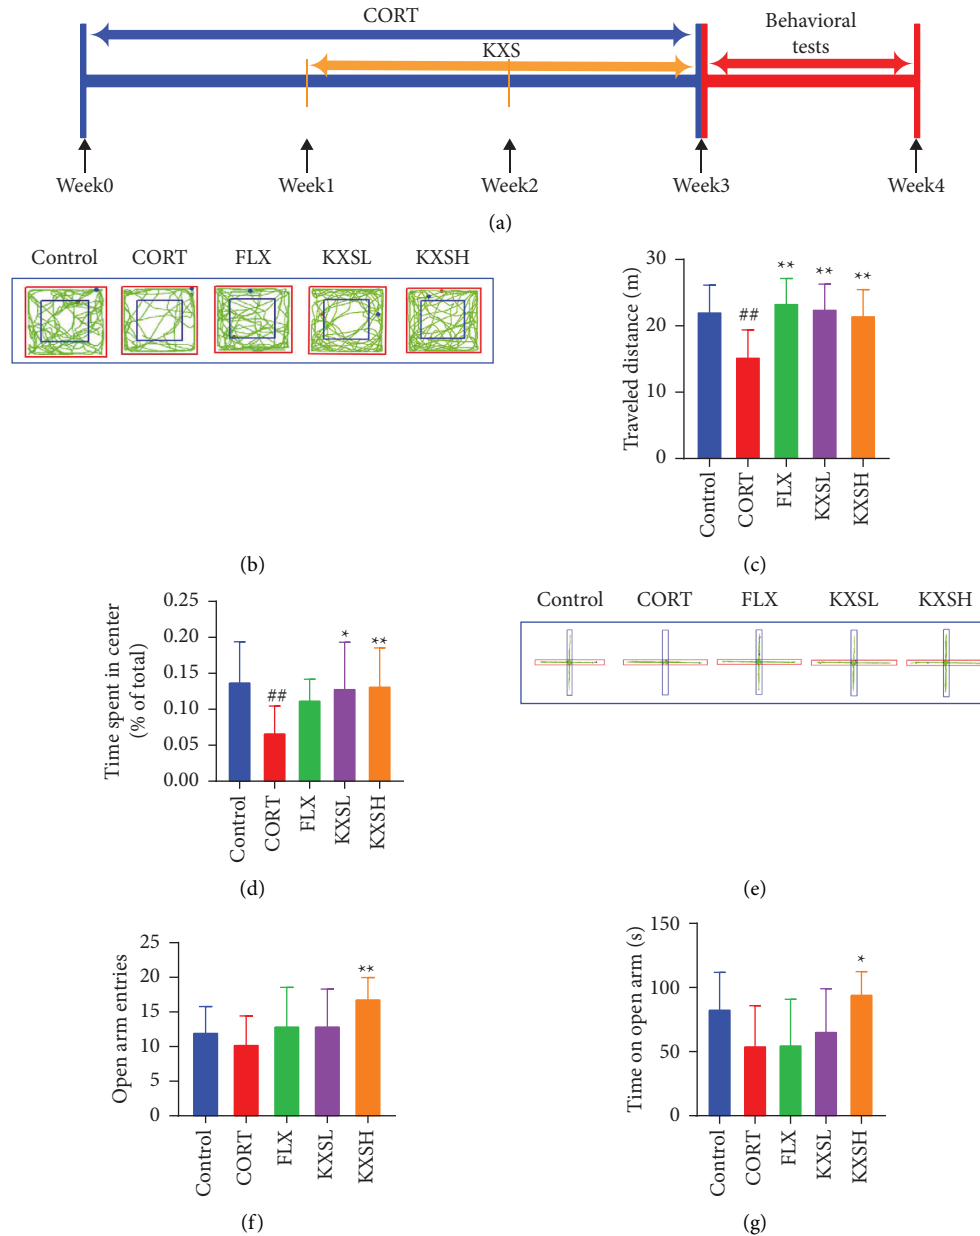 CORT
KXS
Behavioral
tests
Week0 Week1 Week2 Week3 Week4
(a)
Control CORT FLX KXSL KXSH
(b)
Traveled distance (m)
30
20
10
0
##
**
**
**
Control CORT FLX KXSL KXSH
(c)
Time spent in center
(% of total)
0.25
0.20
0.15
0.10
0.05
0.00
##
*
**
Control CORT FLX KXSL KXSH
(d)
Control CORT FLX KXSL KXSH
(e)
Open arm entries
25
20
15
10
5
0
**
Control CORT FLX KXSL KXSH
(f)
Time on open arm (s)
150
100
50
0
*
Control CORT FLX KXSL KXSH
(g)